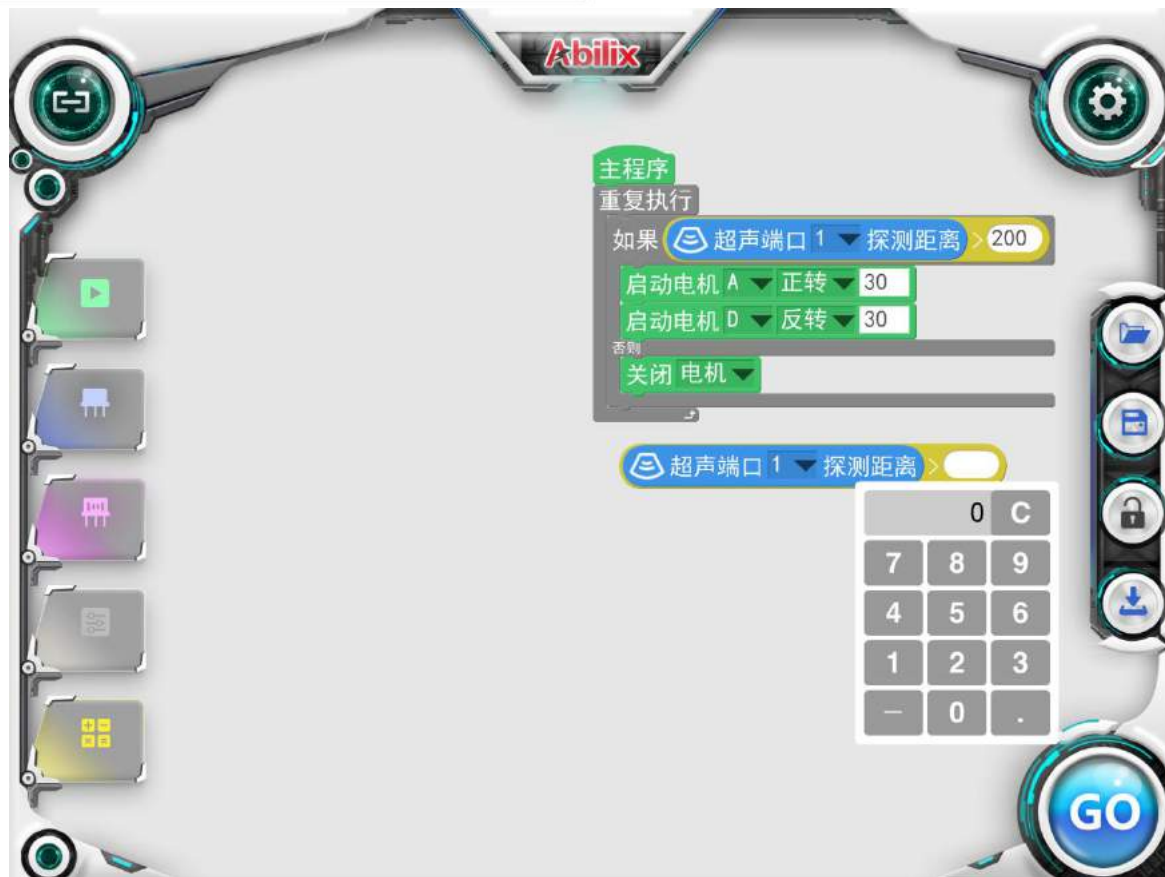 Abilix
主程序
重复执行
如果 超声端口 1 探测距离 > 200
启动电机 A 正转 30
启动电机 D 反转 30
否则
关闭 电机
超声端口 1 探测距离 >
0 C
7 8 9
4 5 6
1 2 3
— 0 .
GO